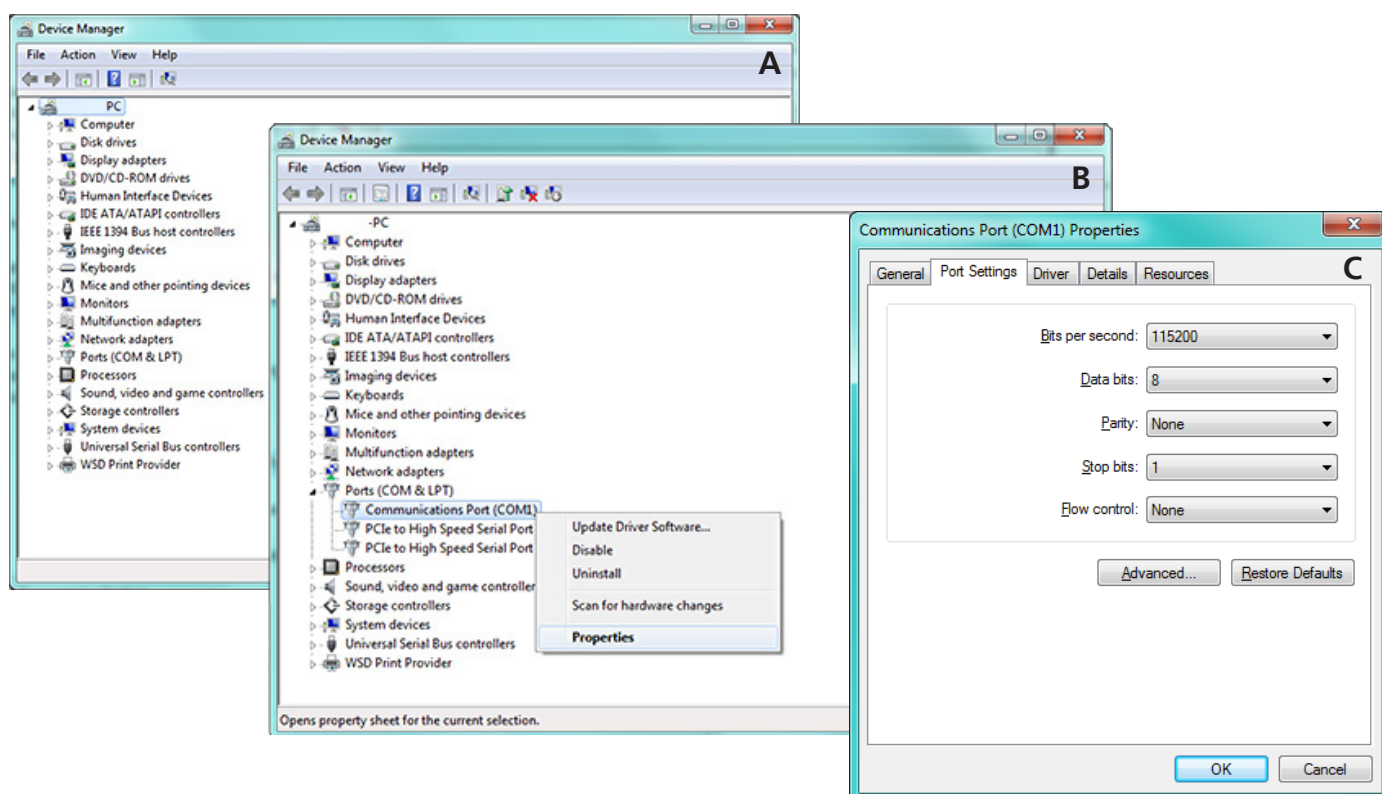 Device Manager
File Action View Help
A
PC
Computer
Disk drives
Display adapters
DVD/CD-ROM drives
Human Interface Devices
IDE ATA/ATAPI controllers
IEEE 1394 Bus host controllers
Imaging devices
Keyboards
Mice and other pointing devices
Monitors
Multifunction adapters
Network adapters
Ports (COM & LPT)
Processors
Sound, video and game controllers
Storage controllers
System devices
Universal Serial Bus controllers
WSD Print Provider
Device Manager
File Action View Help
B
-PC
Computer
Disk drives
Display adapters
DVD/CD-ROM drives
Human Interface Devices
IDE ATA/ATAPI controllers
IEEE 1394 Bus host controllers
Imaging devices
Keyboards
Mice and other pointing devices
Monitors
Multifunction adapters
Network adapters
Ports (COM & LPT)
Communications Port (COM1)
PCIe to High Speed Serial Port
PCIe to High Speed Serial Port
Processors
Sound, video and game controller
Storage controllers
System devices
Universal Serial Bus controllers
WSD Print Provider
Update Driver Software...
Disable
Uninstall
Scan for hardware changes
Properties
Opens property sheet for the current selection.
Communications Port (COM1) Properties
General Port Settings Driver Details Resources
C
Bits per second: 115200
Data bits: 8
Parity: None
Stop bits: 1
Flow control: None
Advanced... Restore Defaults
OK Cancel